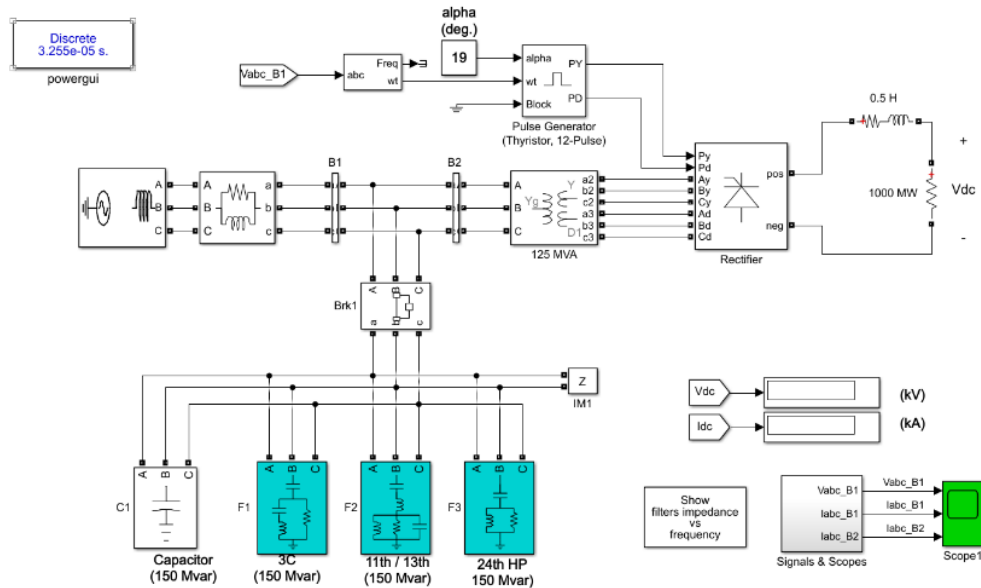 Discrete
3.255e-05 s.
powergui
Vabc_B1
abc
Freq
wt
alpha
(deg.)
19
alpha
wt
Block
PY
PD
Pulse Generator
(Thyristor, 12-Pulse)
0.5 H
1000 MW
+
Vdc
-
A
B
C
A
B
C
a
b
c
B1
B2
A
B
C
Yg
Y
D1
a2
b2
c2
a3
b3
c3
125 MVA
Py
Pd
Ay
By
Cy
Ad
Bd
Cd
pos
neg
Rectifier
Brk1
A
B
C
a
b
c
Z
IM1
A
B
C
C1
Capacitor
(150 Mvar)
A
B
C
F1
3C
(150 Mvar)
A
B
C
F2
11th / 13th
(150 Mvar)
A
B
C
F3
24th HP
150 Mvar)
Vdc
(kV)
Idc
(kA)
Show
filters impedance
vs
frequency
Vabc_B1
Iabc_B1
Iabc_B2
Signals & Scopes
Vabc_B1
Iabc_B1
Iabc_B2
Scope1